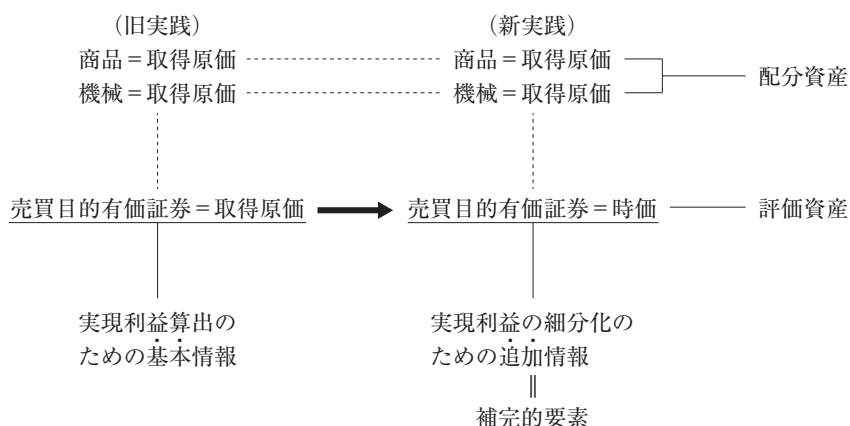 （旧実践） （新実践）
商品＝取得原価 商品＝取得原価
配分資産
機械＝取得原価 機械＝取得原価
売買目的有価証券＝取得原価 売買目的有価証券＝時価 評価資産
実現利益算出の 実現利益の細分化の
ための基本情報 ための追加情報
補完的要素